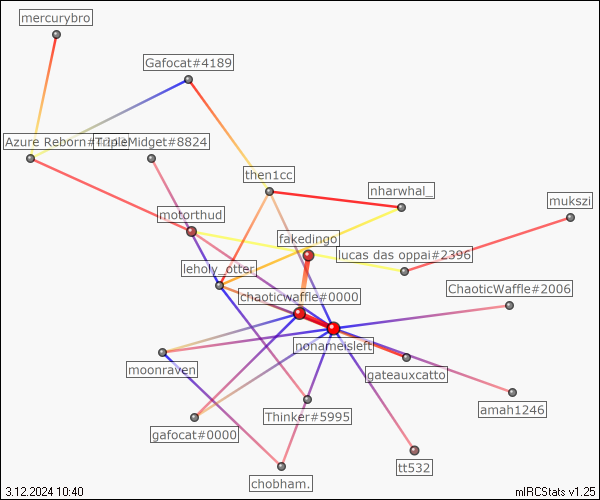 mercurybro
Gafocat#4189
Azure Reborn#
TripleMidget#8824
then1cc
nharwhal_
mukszi
motorthud
fakedingo
lucas das oppai#2396
leholy_otter
ChaoticWaffle#2006
chaoticwaffle#0000
nonameisleft
moonraven
gateauxcatto
amah1246
Thinker#5995
gafocat#0000
tt532
chobham.
3.12.2024 10:40
mIRCStats v1.25